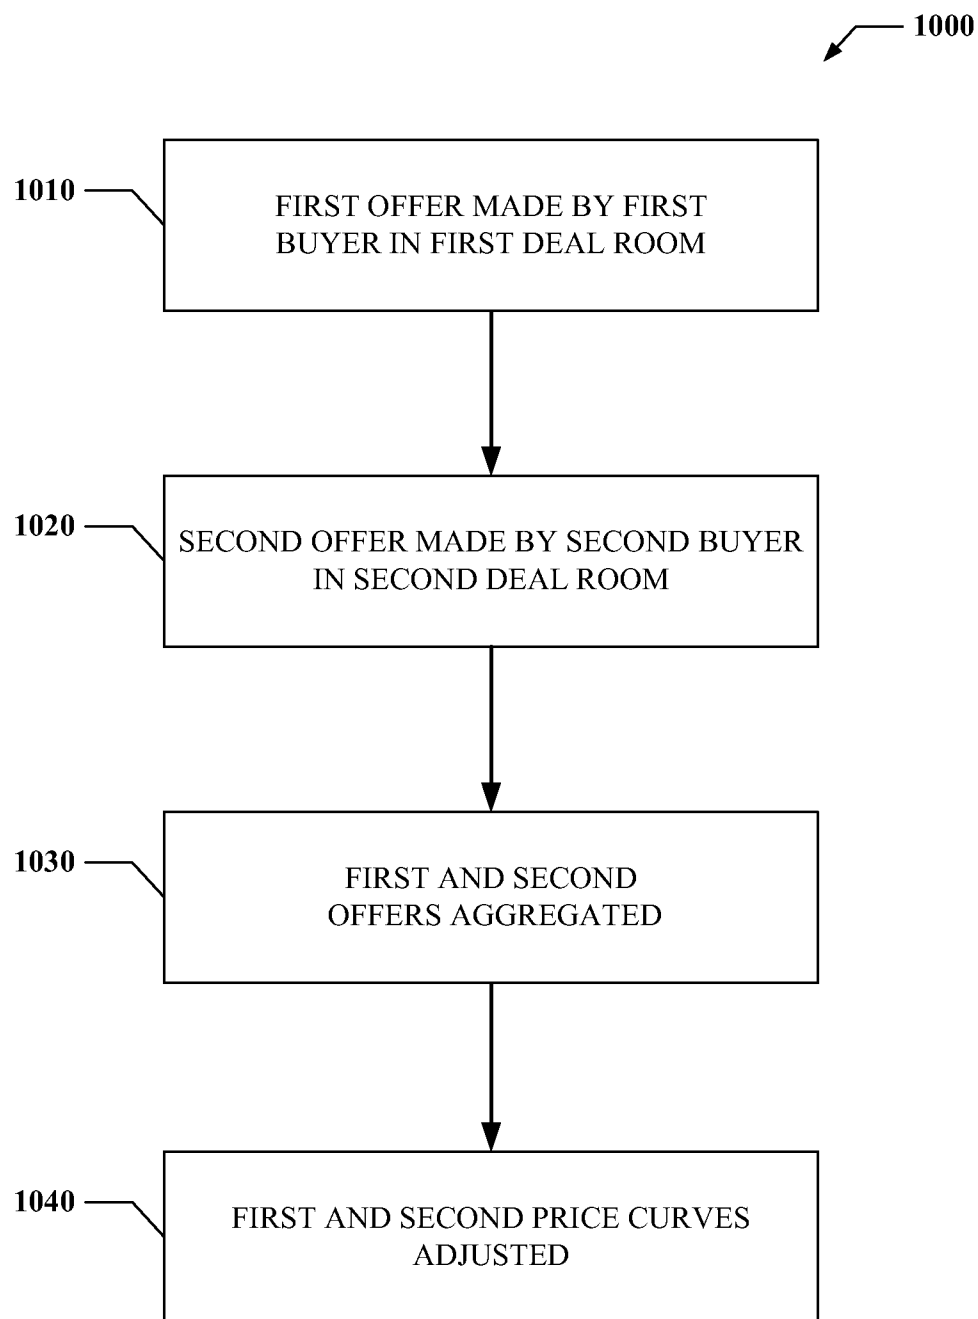 1000
1010
FIRST OFFER MADE BY FIRST
BUYER IN FIRST DEAL ROOM
1020
SECOND OFFER MADE BY SECOND BUYER
IN SECOND DEAL ROOM
1030
FIRST AND SECOND
OFFERS AGGREGATED
1040
FIRST AND SECOND PRICE CURVES
ADJUSTED